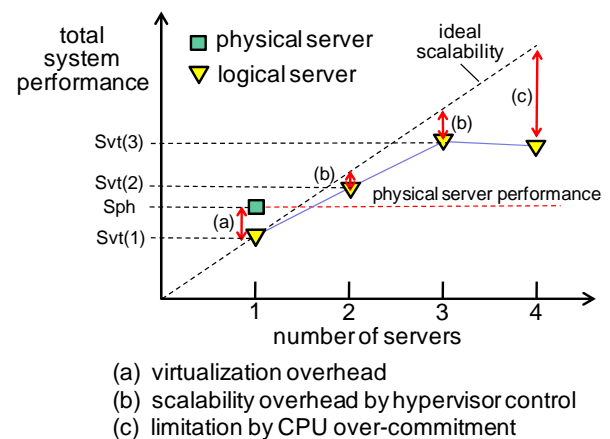 total
system
performance
physical server
logical server
ideal
scalability
(c)
(b)
Svt(3)
(b)
Svt(2)
physical server performance
Sph
(a)
Svt(1)
1
2
3
4
number of servers
(a) virtualization overhead
(b) scalability overhead by hypervisor control
(c) limitation by CPU over-commitment